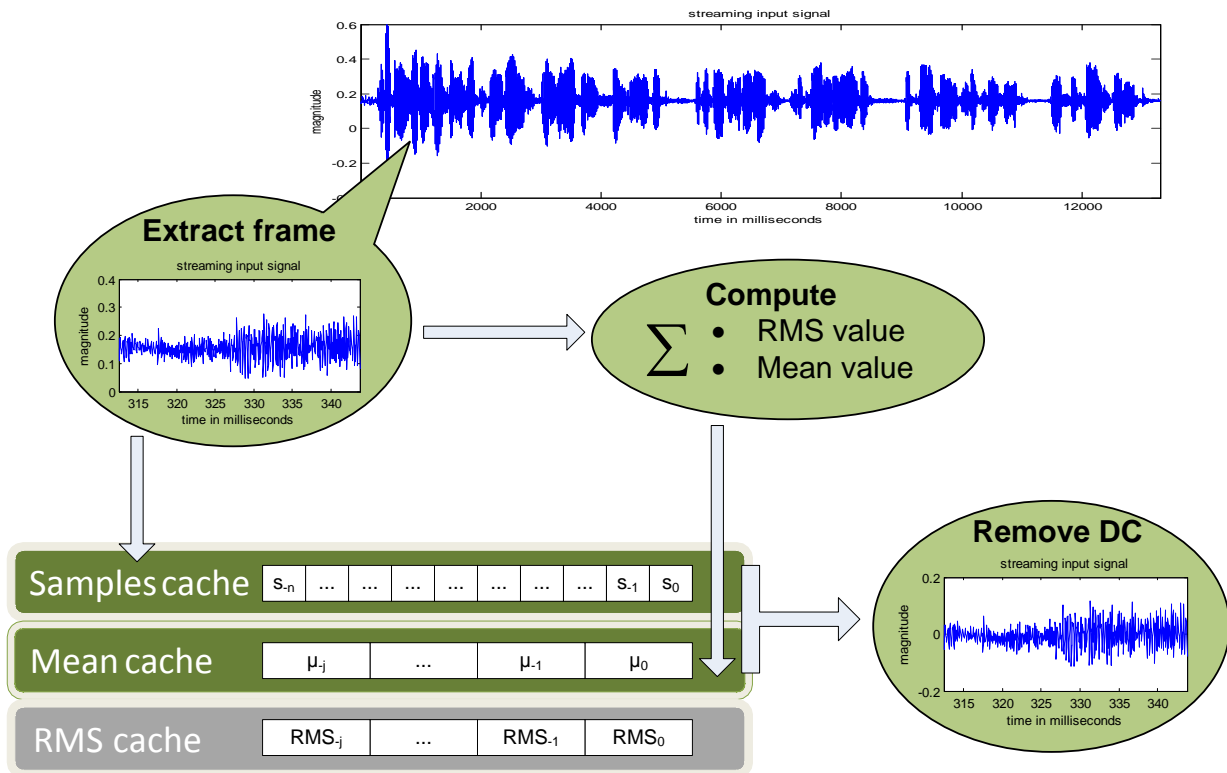 streaming input signal
0.6
0.4
0.2
0
-0.2
magnitude
2000 4000 6000 8000 10000 12000
time in milliseconds
Extract frame
streaming input signal
0.4
0.3
0.2
0.1
0
magnitude
315 320 325 330 335 340
time in milliseconds
Compute
∑
• RMS value
• Mean value
Remove DC
streaming input signal
0.2
0
-0.2
magnitude
315 320 325 330 335 340
time in milliseconds
Samples cache s-n ... ... ... ... ... ... ... s-1 s0
Mean cache μ-j ... μ-1 μ0
RMS cache RMS-j ... RMS-1 RMS0